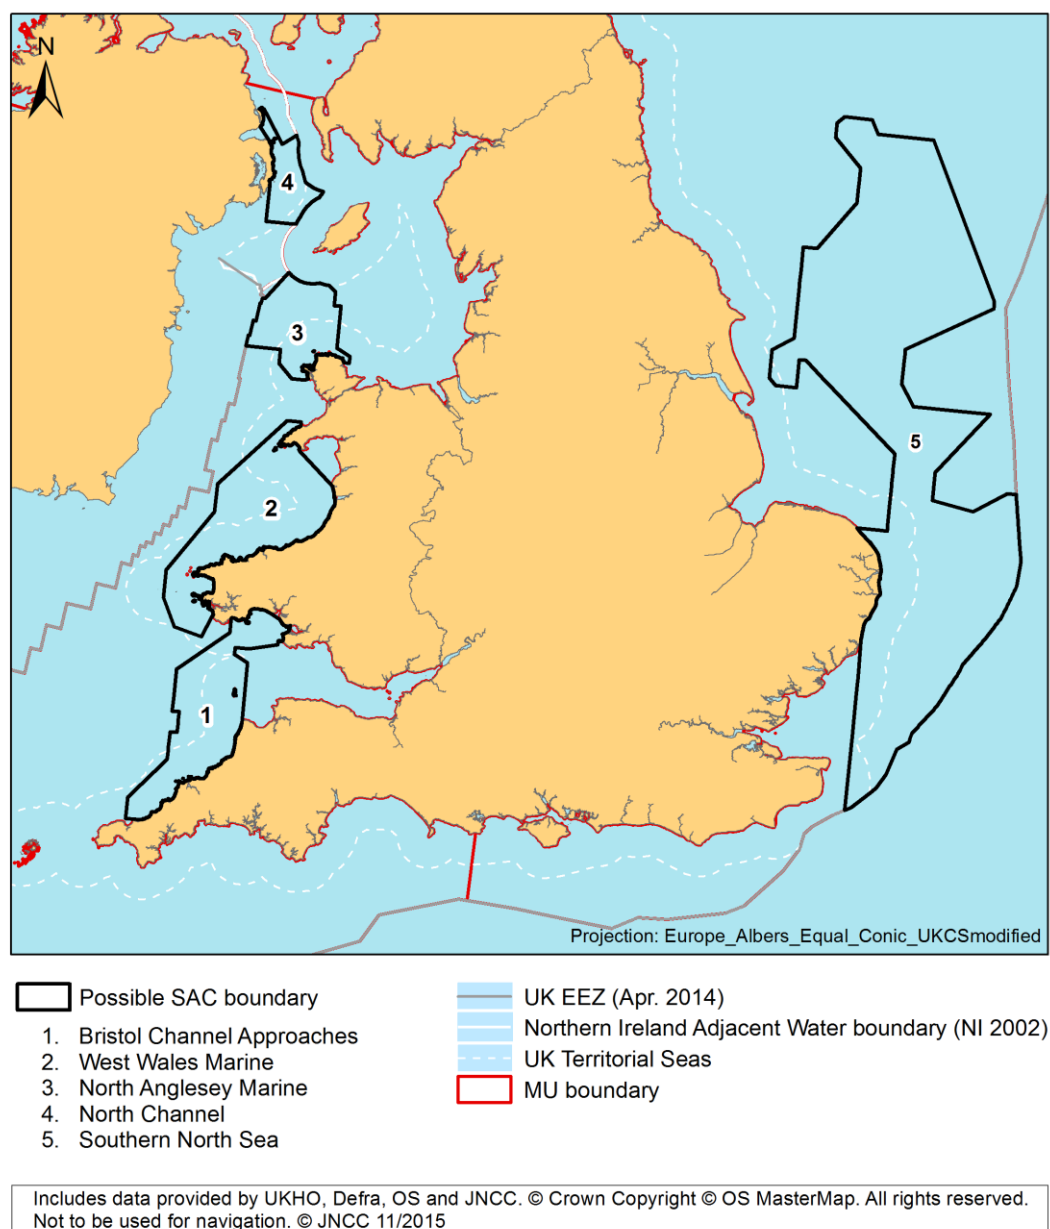 N
4
3
5
2
1
Projection: Europe_Albers_Equal_Conic_UKCSmodified
Possible SAC boundary
1. Bristol Channel Approaches
2. West Wales Marine
3. North Anglesey Marine
4. North Channel
5. Southern North Sea
UK EEZ (Apr. 2014)
Northern Ireland Adjacent Water boundary (NI 2002)
UK Territorial Seas
MU boundary
Includes data provided by UKHO, Defra, OS and JNCC. © Crown Copyright © OS MasterMap. All rights reserved.
Not to be used for navigation. © JNCC 11/2015